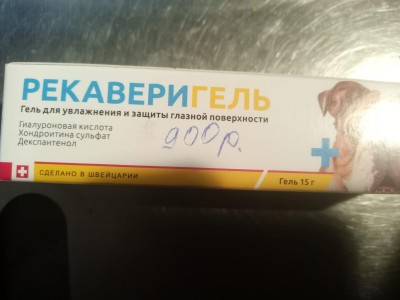 РЕКАВЕРИГЕЛЬ
Гель для увлажнения и защиты глазной поверхности
Гиалуроновая кислота
Хондроитина сульфат
Декспантенол
900р.
СДЕЛАНО В ШВЕЙЦАРИИ
Гель 15 г